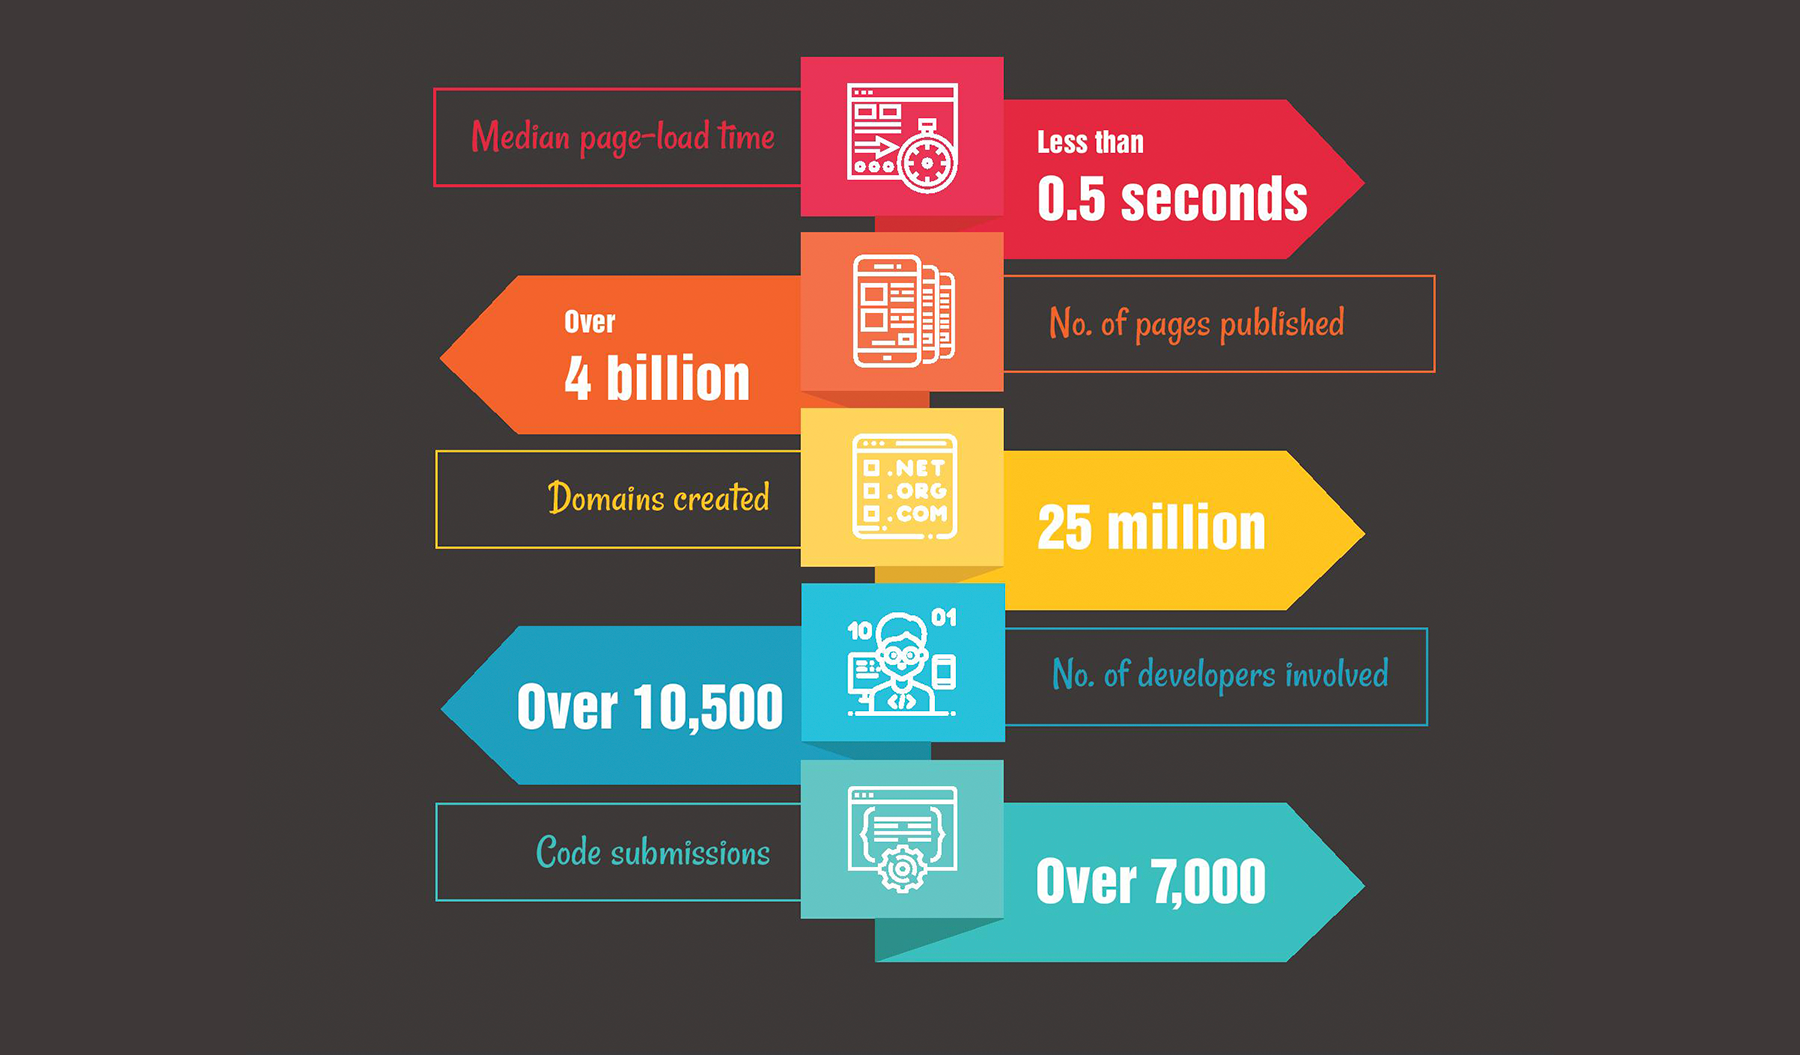 Median page-load time
Less than
0.5 seconds
Over
4 billion
No. of pages published
Domains created
.NET
.ORG
.COM
25 million
10
01
Over 10,500
No. of developers involved
Code submissions
Over 7,000